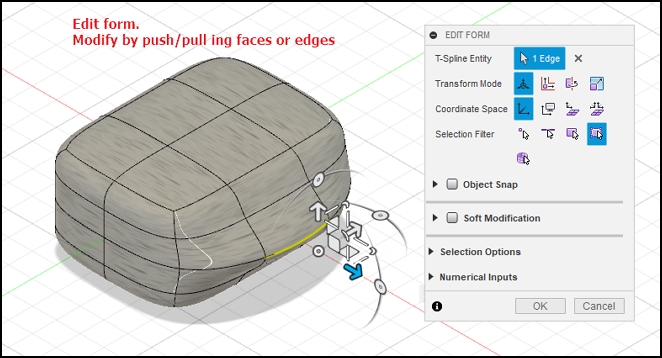 Edit form.
Modify by push/pull ing faces or edges
EDIT FORM
T-Spline Entity
1 Edge
Transform Mode
Coordinate Space
Selection Filter
Object Snap
Soft Modification
Selection Options
Numerical Inputs
OK
Cancel